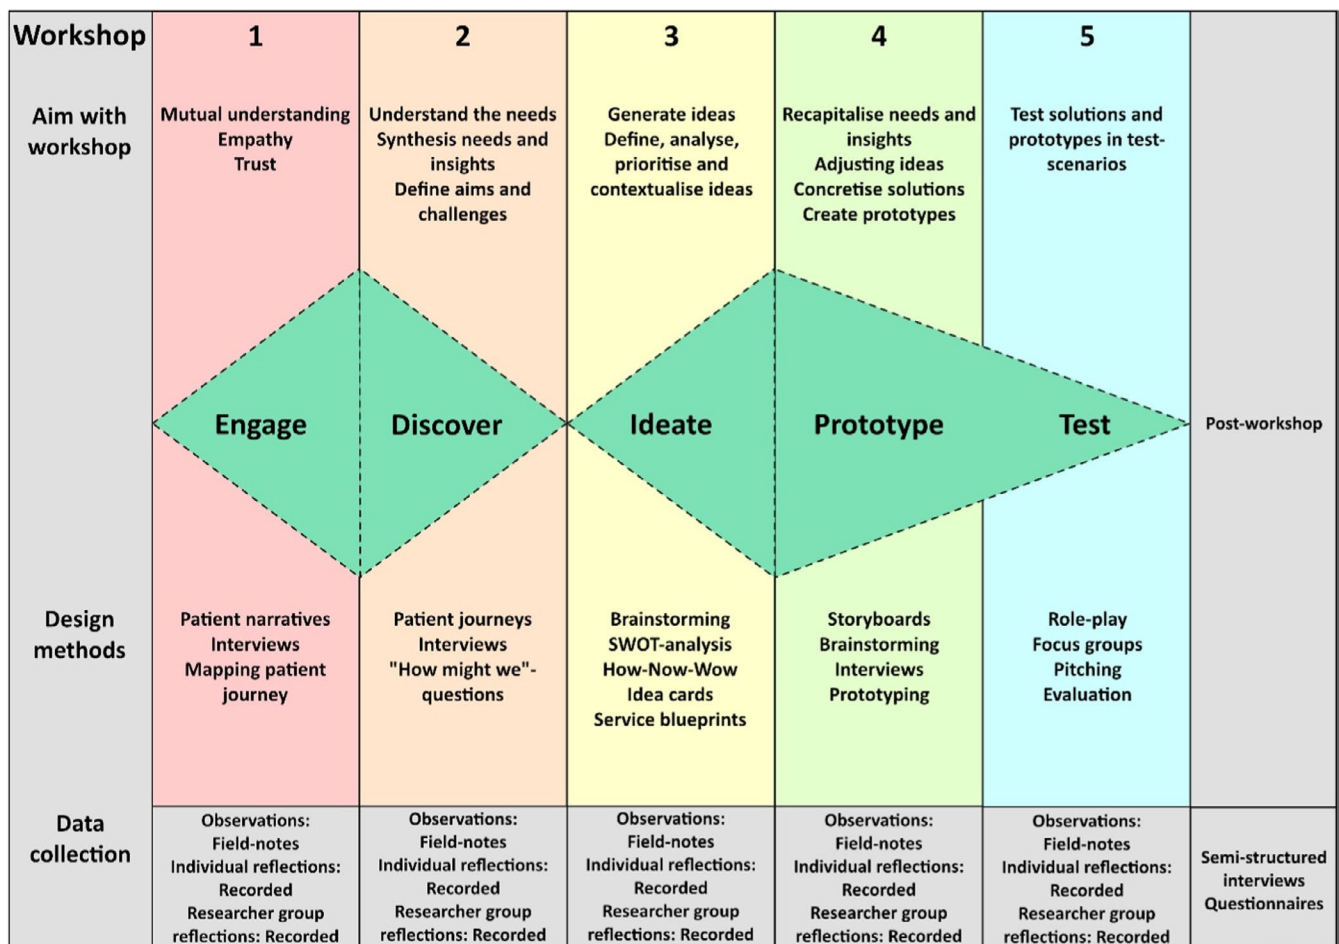 Workshop
1
2
3
4
5
Aim with
workshop
Mutual understanding
Empathy
Trust
Understand the needs
Synthesis needs and
insights
Define aims and
challenges
Generate ideas
Define, analyse,
prioritise and
contextualise ideas
Recapitalise needs and
insights
Adjusting ideas
Concretise solutions
Create prototypes
Test solutions and
prototypes in test-
scenarios
Engage
Discover
Ideate
Prototype
Test
Post-workshop
Design
methods
Patient narratives
Interviews
Mapping patient
journey
Patient journeys
Interviews
"How might we"-
questions
Brainstorming
SWOT-analysis
How-Now-Wow
Idea cards
Service blueprints
Storyboards
Brainstorming
Interviews
Prototyping
Role-play
Focus groups
Pitching
Evaluation
Data
collection
Observations:
Field-notes
Individual reflections:
Recorded
Researcher group
reflections: Recorded
Observations:
Field-notes
Individual reflections:
Recorded
Researcher group
reflections: Recorded
Observations:
Field-notes
Individual reflections:
Recorded
Researcher group
reflections: Recorded
Observations:
Field-notes
Individual reflections:
Recorded
Researcher group
reflections: Recorded
Observations:
Field-notes
Individual reflections:
Recorded
Researcher group
reflections: Recorded
Semi-structured
interviews
Questionnaires